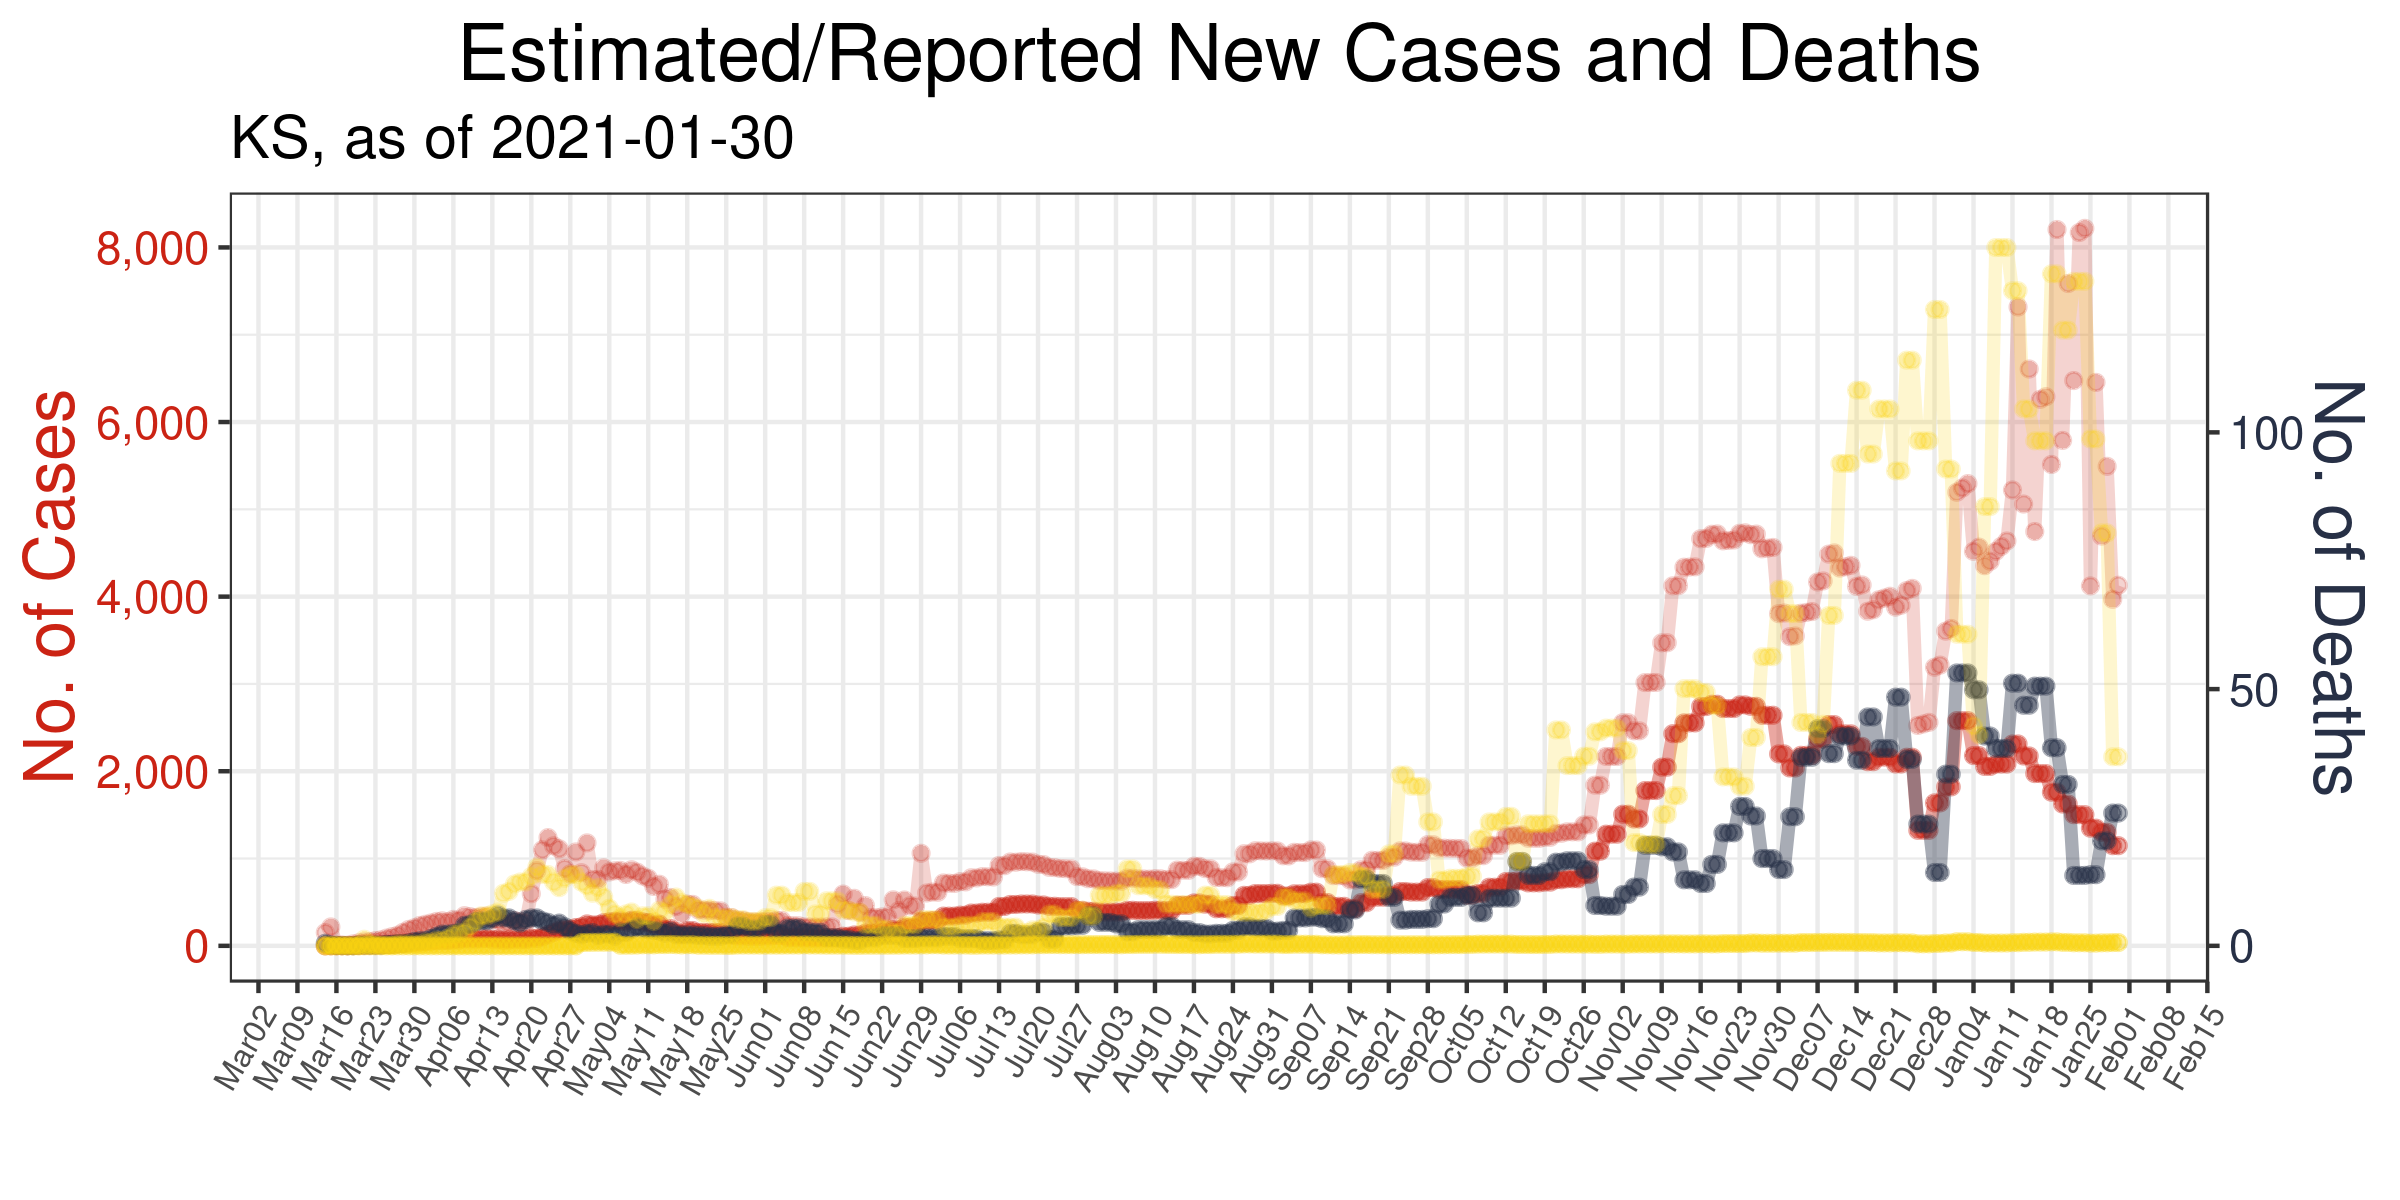 Estimated/Reported New Cases and Deaths
KS, as of 2021-01-30
No. of Cases
8,000
6,000
4,000
2,000
0
No. of Deaths
100
50
0
Mar02
Mar09
Mar16
Mar23
Mar30
Apr06
Apr13
Apr20
Apr27
May04
May11
May18
May25
Jun01
Jun08
Jun15
Jun22
Jun29
Jul06
Jul13
Jul20
Jul27
Aug03
Aug10
Aug17
Aug24
Aug31
Sep07
Sep14
Sep21
Sep28
Oct05
Oct12
Oct19
Oct26
Nov02
Nov09
Nov16
Nov23
Nov30
Dec07
Dec14
Dec21
Dec28
Jan04
Jan11
Jan18
Jan25
Feb01
Feb08
Feb15